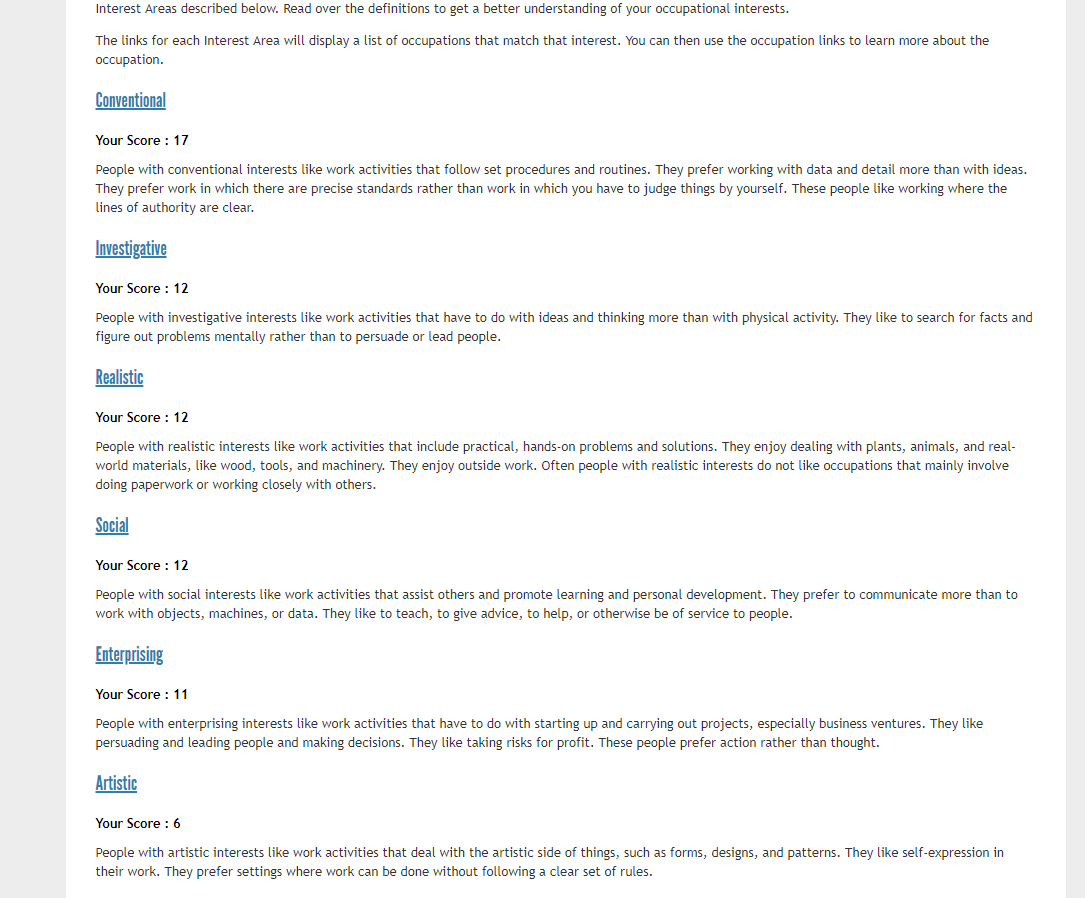 Interest Areas described below. Read over the definitions to get a better understanding of your occupational interests.
The links for each Interest Area will display a list of occupations that match that interest. You can then use the occupation links to learn more about the
occupation.
Conventional
Your Score : 17
People with conventional interests like work activities that follow set procedures and routines. They prefer working with data and detail more than with ideas.
They prefer work in which there are precise standards rather than work in which you have to judge things by yourself. These people like working where the
lines of authority are clear.
Investigative
Your Score : 12
People with investigative interests like work activities that have to do with ideas and thinking more than with physical activity. They like to search for facts and
figure out problems mentally rather than to persuade or lead people.
Realistic
Your Score : 12
People with realistic interests like work activities that include practical, hands-on problems and solutions. They enjoy dealing with plants, animals, and real-
world materials, like wood, tools, and machinery. They enjoy outside work. Often people with realistic interests do not like occupations that mainly involve
doing paperwork or working closely with others.
Social
Your Score : 12
People with social interests like work activities that assist others and promote learning and personal development. They prefer to communicate more than to
work with objects, machines, or data. They like to teach, to give advice, to help, or otherwise be of service to people.
Enterprising
Your Score : 11
People with enterprising interests like work activities that have to do with starting up and carrying out projects, especially business ventures. They like
persuading and leading people and making decisions. They like taking risks for profit. These people prefer action rather than thought.
Artistic
Your Score : 6
People with artistic interests like work activities that deal with the artistic side of things, such as forms, designs, and patterns. They like self-expression in
their work. They prefer settings where work can be done without following a clear set of rules.